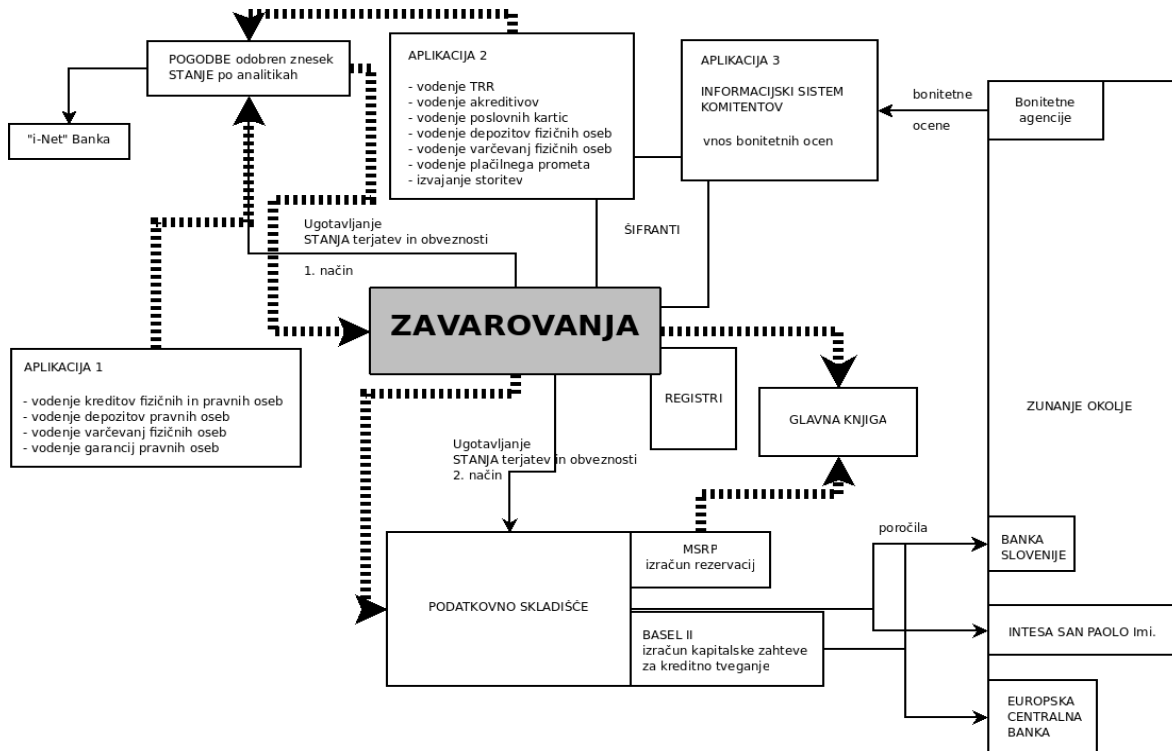 POGODBE odobren znesek
STANJE po analitikah
"i-Net" Banka
APLIKACIJA 2
- vodenje TRR
- vodenje akreditivov
- vodenje poslovnih kartic
- vodenje depozitov fizičnih oseb
- vodenje varčevanj fizičnih oseb
- vodenje plačilnega prometa
- izvajanje storitev
APLIKACIJA 3
INFORMACIJSKI SISTEM
KOMITENTOV
vnos bonitetnih ocen
bonitetne
ocene
Bonitetne
agencije
Ugotavljanje
STANJA terjatev in obveznosti
1. način
ŠIFRANTI
ZAVAROVANJA
APLIKACIJA 1
- vodenje kreditov fizičnih in pravnih oseb
- vodenje depozitov pravnih oseb
- vodenje varčevanj fizičnih oseb
- vodenje garancij pravnih oseb
REGISTRI
GLAVNA KNJIGA
ZUNANJE OKOLJE
Ugotavljanje
STANJA terjatev in obveznosti
2. način
PODATKOVNO SKLADIŠČE
MSRP
izračun rezervacij
BASEL II
izračun kapitalske zahteve
za kreditno tveganje
poročila
BANKA
SLOVENIJE
INTESA SAN PAOLO Imi.
EUROPSKA
CENTRALNA
BANKA